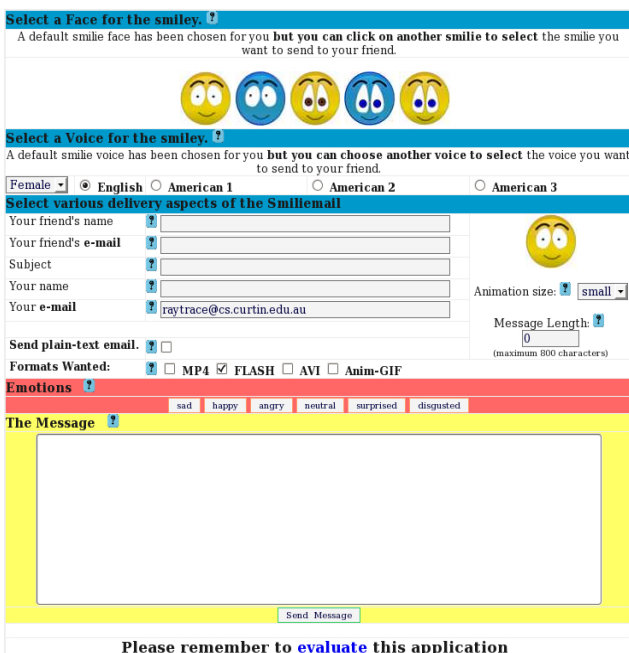 Select a Face for the smiley. ?
A default smilie face has been chosen for you but you can click on another smilie to select the smilie you
want to send to your friend.
Select a Voice for the smiley. ?
A default smilie voice has been chosen for you but you can choose another voice to select the voice you want
to send to your friend.
Female English American 1 American 2 American 3
Select various delivery aspects of the Smiliemail
Your friend's name ?
Your friend's e-mail ?
Subject ?
Your name ?
Animation size: ? small
Your e-mail ? raytrace@cs.curtin.edu.au
Message Length: ?
0
(maximum 800 characters)
Send plain-text email. ?
Formats Wanted: ? MP4 FLASH AVI Anim-GIF
Emotions ?
sad happy angry neutral surprised disgusted
The Message ?
Send Message
Please remember to evaluate this application